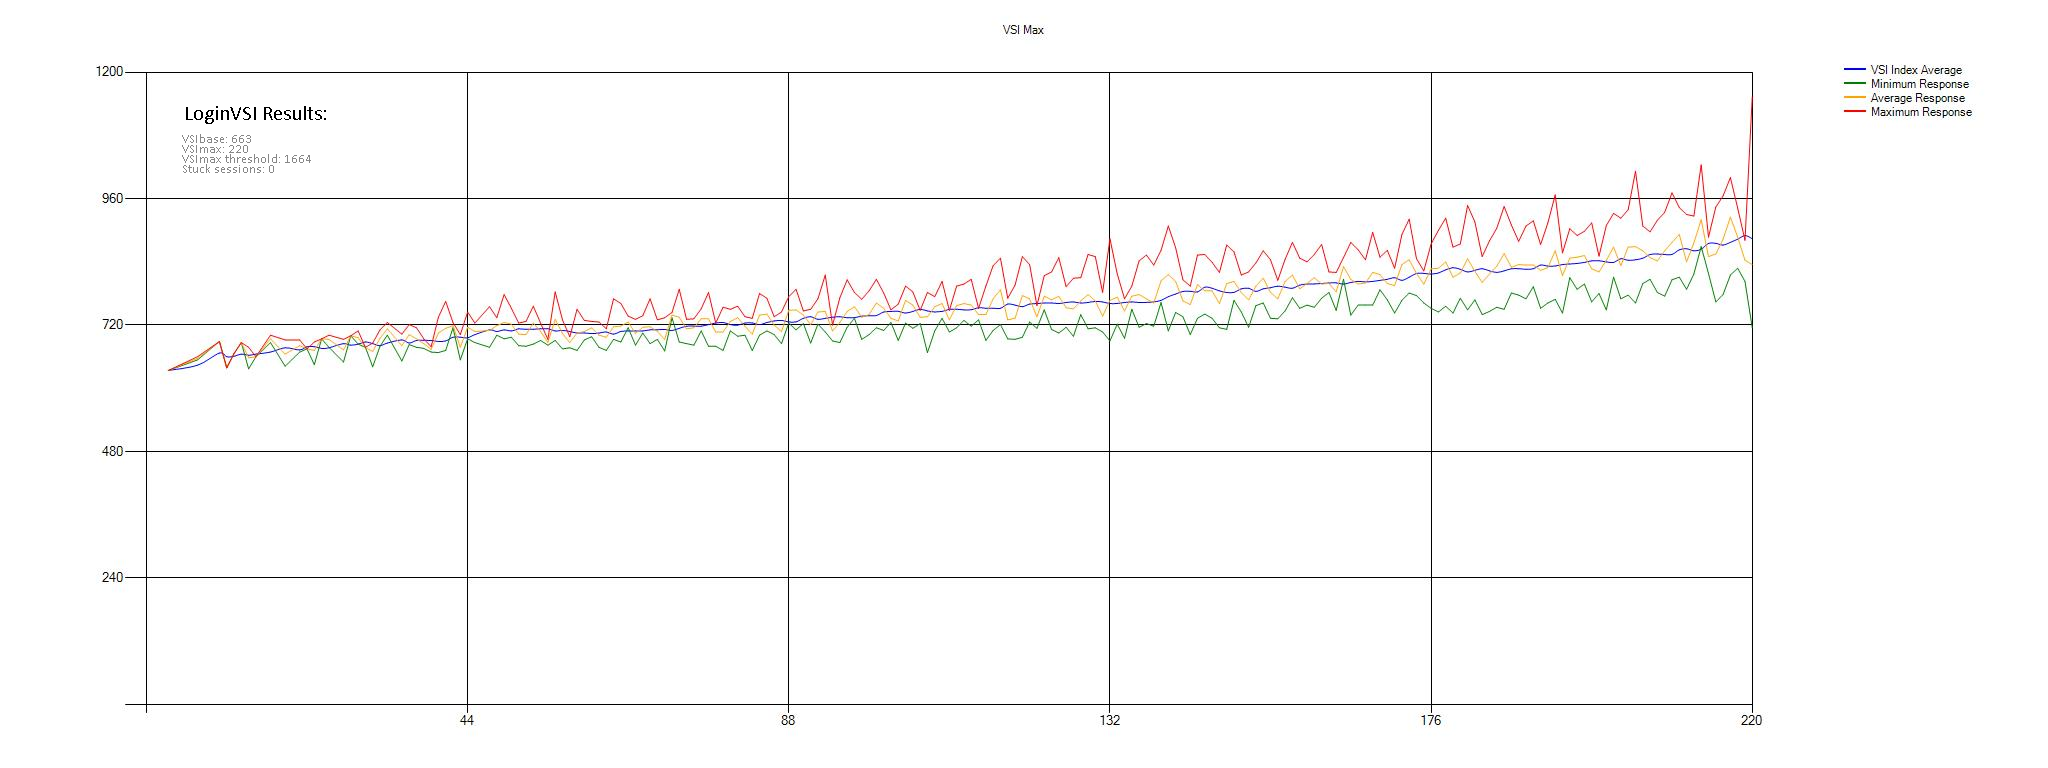 VSI Max
1200
960
720
480
240
44
88
132
176
220
LoginVSI Results:
VSIbase: 663
VSImax: 220
VSImax threshold: 1664
Stuck sessions: 0
VSI Index Average
Minimum Response
Average Response
Maximum Response